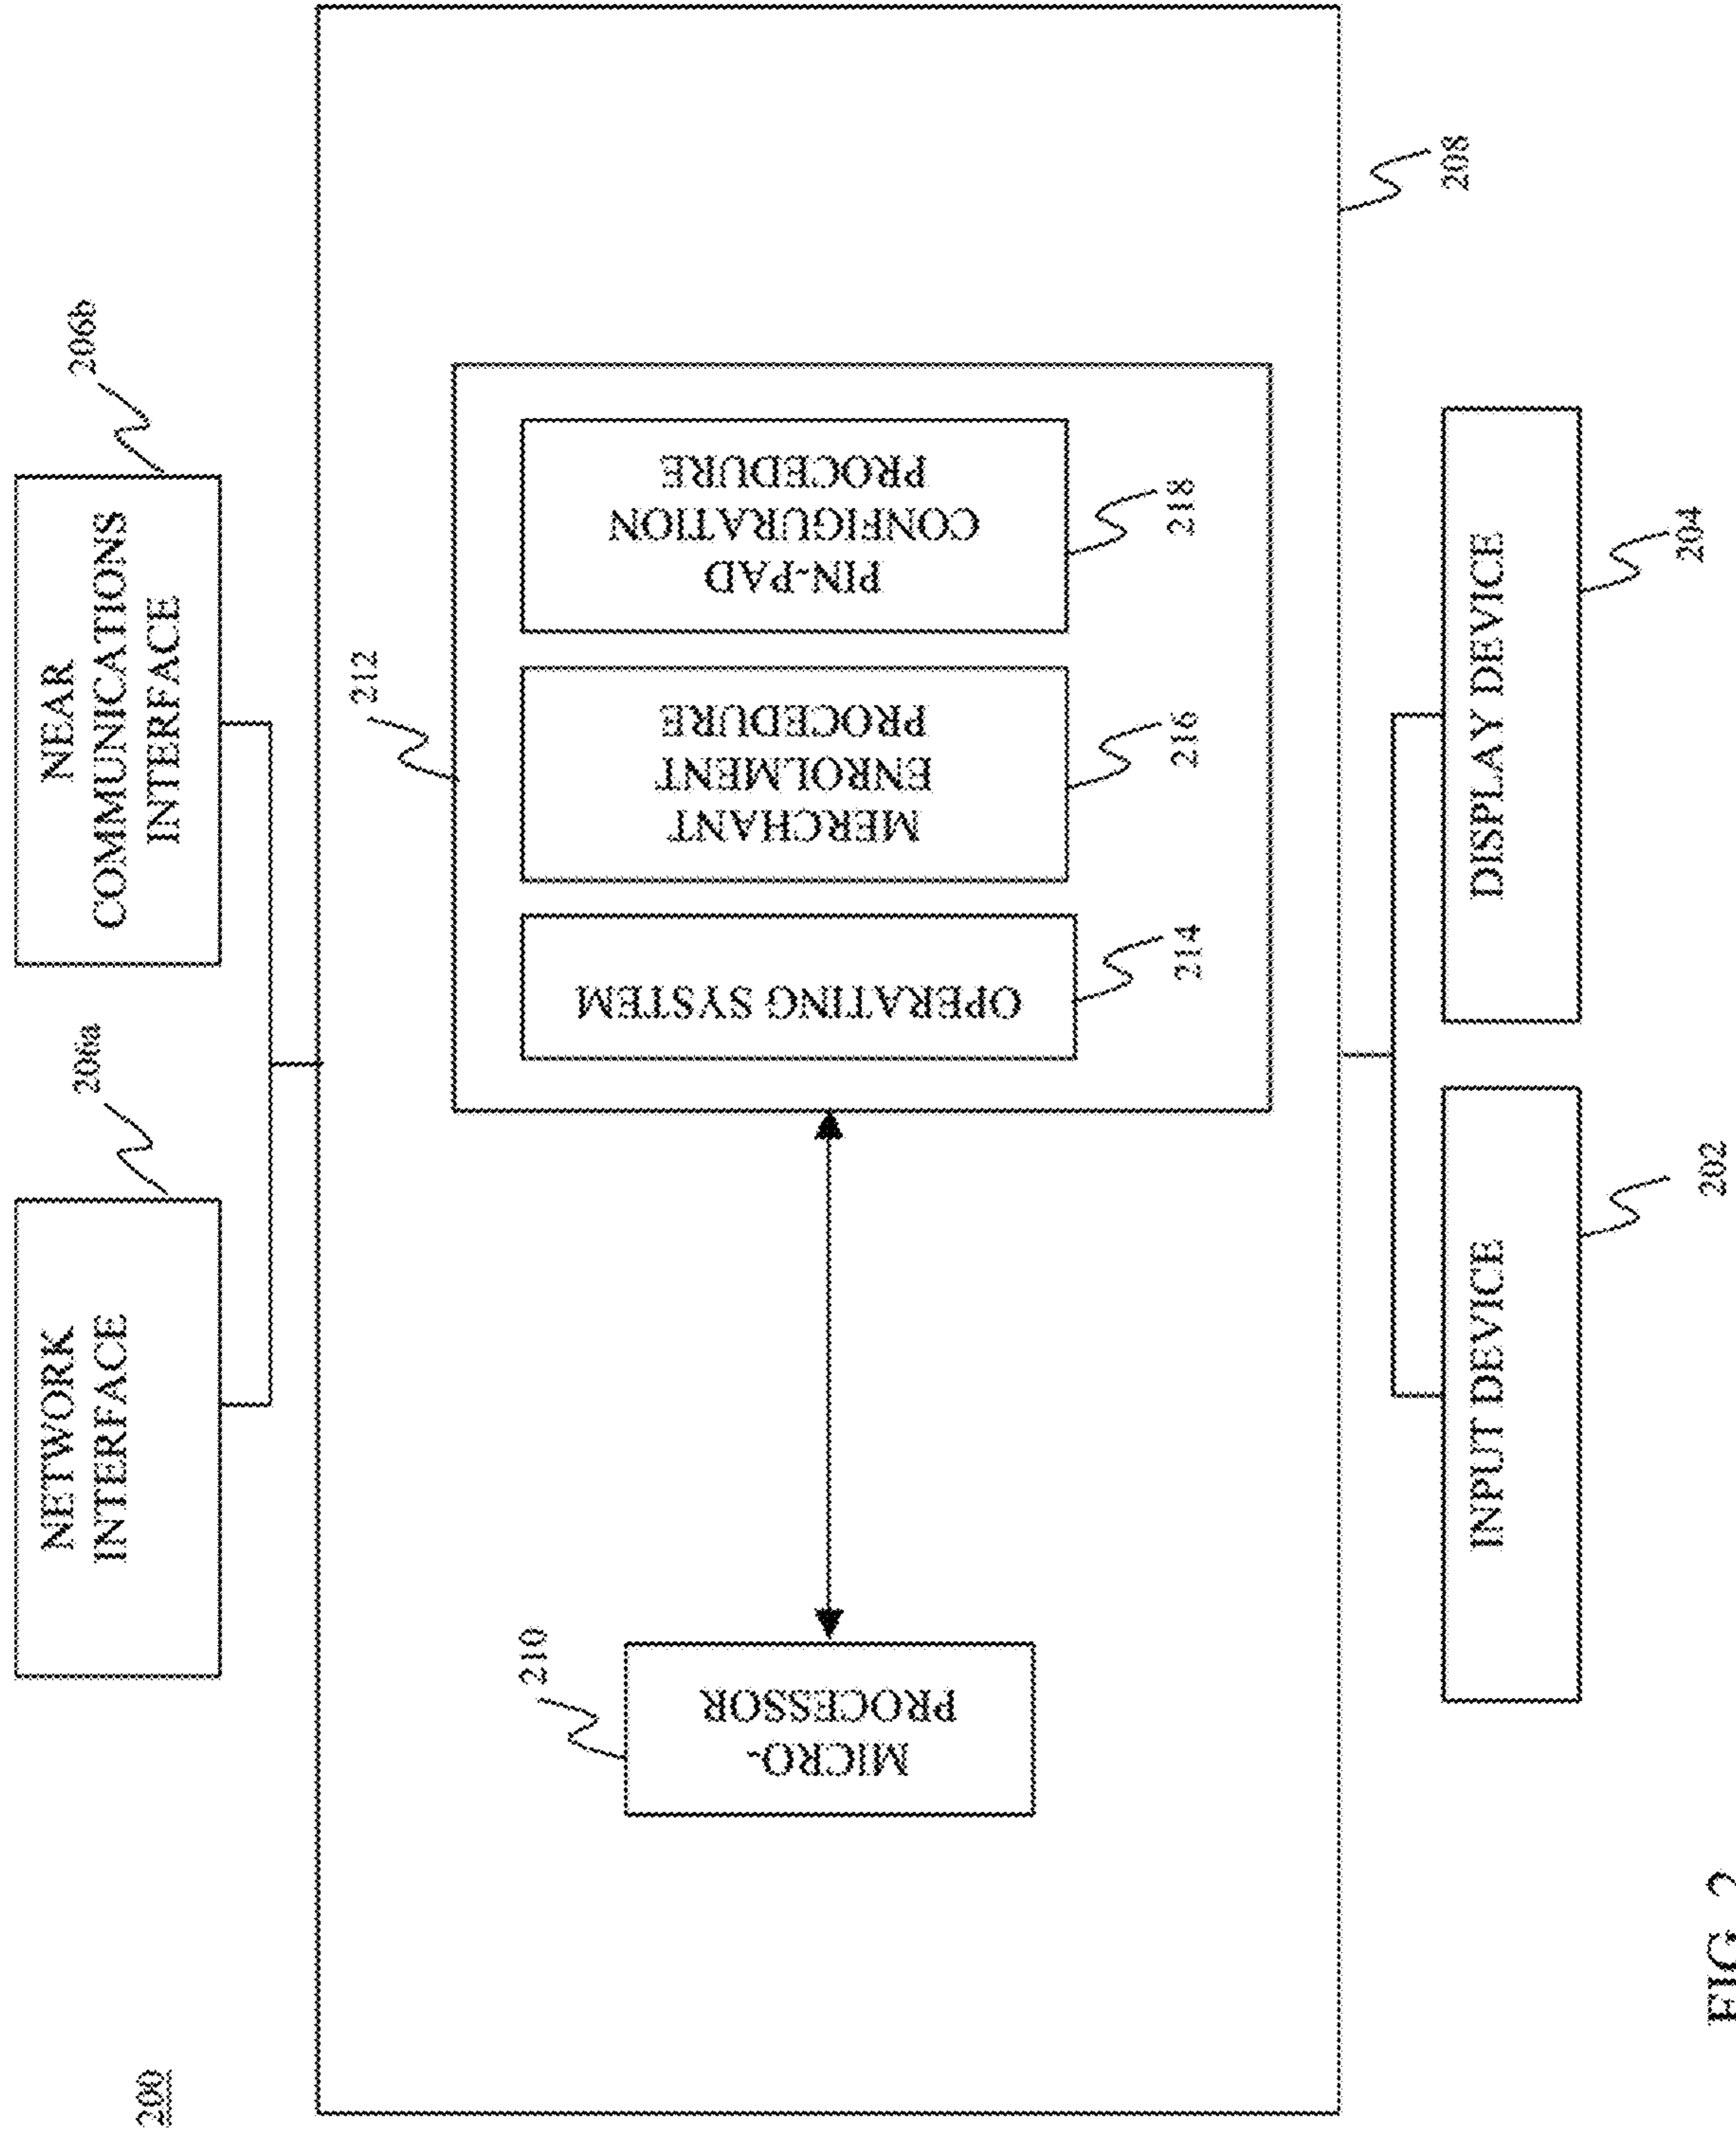 200
NETWORK
INTERFACE
206a
NEAR
COMMUNICATIONS
INTERFACE
206b
210
MICRO-
PROCESSOR
212
OPERATING SYSTEM
214
MERCHANT
ENROLMENT
PROCEDURE
216
PIN-PAD
CONFIGURATION
PROCEDURE
218
208
INPUT DEVICE
202
DISPLAY DEVICE
204
FIG. 2